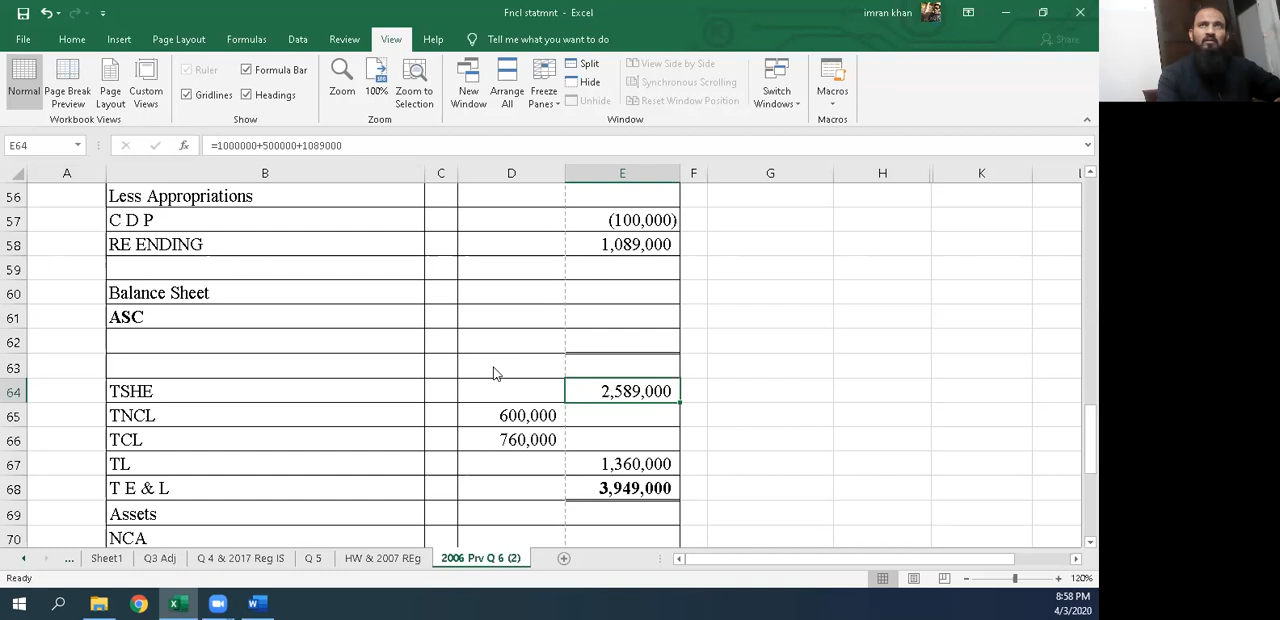 Fncl statmnt - Excel
imran khan
File Home Insert Page Layout Formulas Data Review View Help Tell me what you want to do Share
Normal Page Break Preview Page Layout Custom Views
Workbook Views
Ruler Formula Bar
Gridlines Headings
Show
Zoom 100% Zoom to Selection
Zoom
New Window Arrange All Freeze Panes
Split
Hide
Unhide
View Side by Side
Synchronous Scrolling
Reset Window Position
Switch Windows
Window
Macros
Macros
E64 fx =1000000+500000+1089000
A B C D E F G H K L
56 Less Appropriations
57 C D P (100,000)
58 RE ENDING 1,089,000
59
60 Balance Sheet
61 ASC
62
63
64 TSHE 2,589,000
65 TNCL 600,000
66 TCL 760,000
67 TL 1,360,000
68 T E & L 3,949,000
69 Assets
70 NCA
... Sheet1 Q3 Adj Q 4 & 2017 Reg IS Q 5 HW & 2007 REg 2006 Prv Q 6 (2)
Ready 120%
8:58 PM
4/3/2020